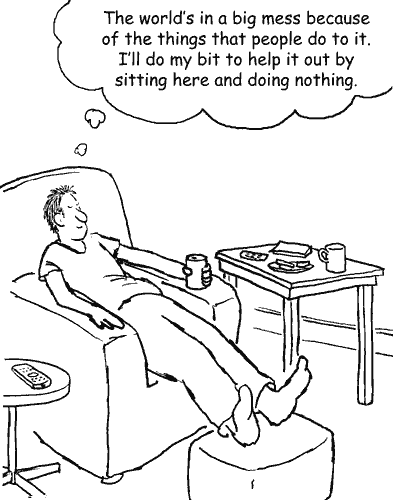 The world's in a big mess because
of the things that people do to it.
I'll do my bit to help it out by
sitting here and doing nothing.